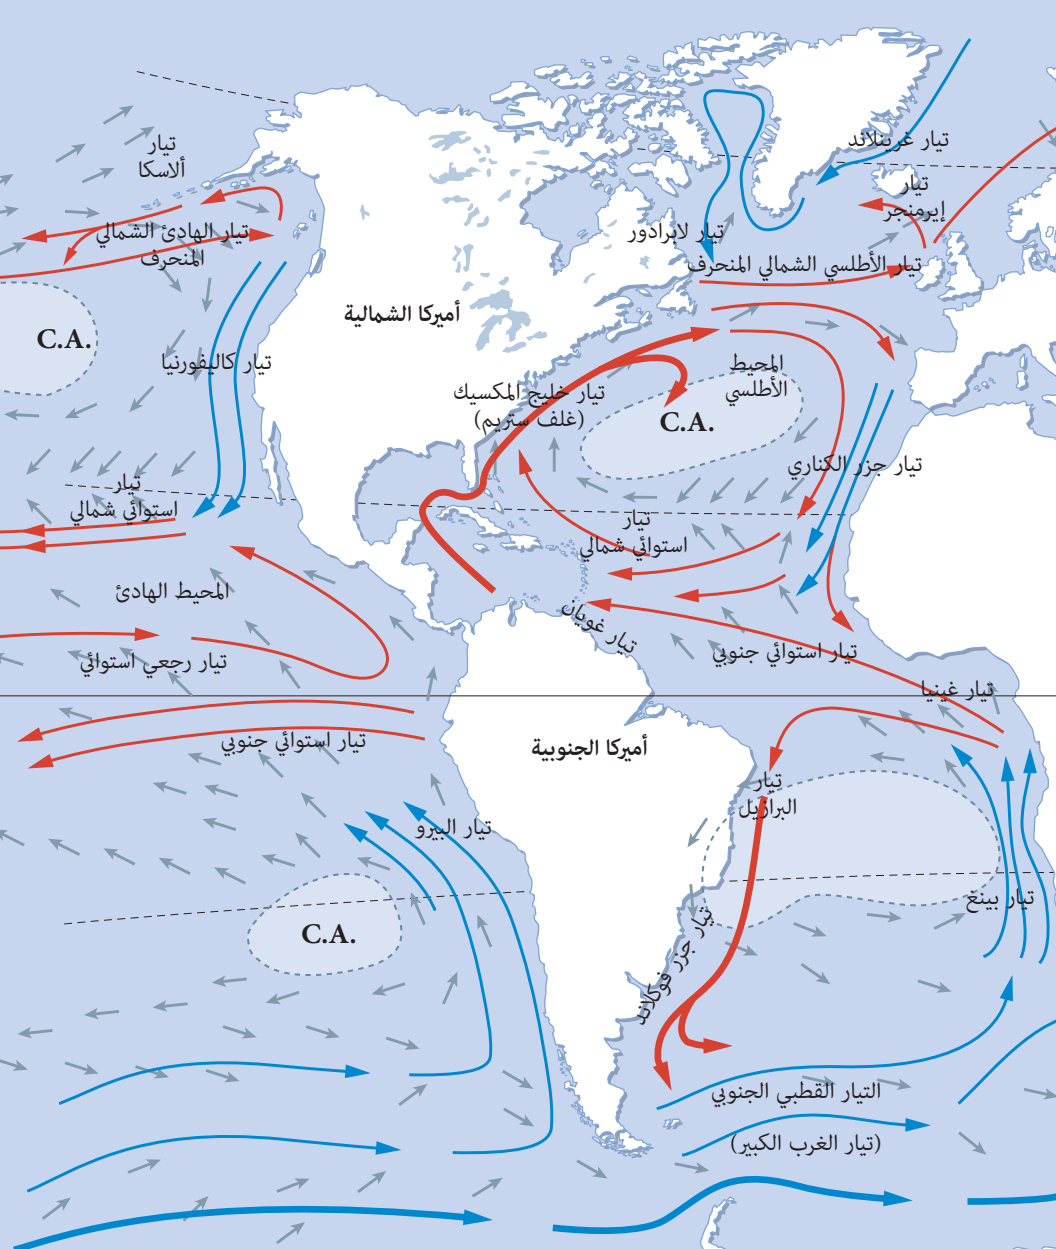 تيار
ألاسكا
تيار الهادئ الشمالي
المنحرف
C.A.
تيار كاليفورنيا
تيار
استوائي شمالي
المحيط الهادئ
تيار رجعي استوائي
تيار استوائي جنوبي
تيار البيرو
C.A.
أميركا الشمالية
أميركا الجنوبية
تيار غرينلاند
تيار
إيرمنجر
تيار لابرادور
تيار الأطلسي الشمالي المنحرف
المحيط
الأطلسي
تيار خليج المكسيك
(غلف ستريم)
C.A.
تيار جزر الكناري
تيار
استوائي شمالي
تيار غويان
تيار استوائي جنوبي
تيار غينيا
تيار
البرازيل
تيار بينغ
تيار جزر فوكلاند
التيار القطبي الجنوبي
(تيار الغرب الكبير)